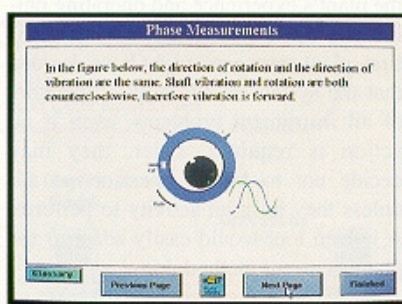 Phase Measurements
In the figure below, the direction of rotation and the direction of
vibration are the same. Shaft vibration and rotation are both
counterclockwise, therefore vibration is forward.
Glossary
Previous Page
Next Page
Finished